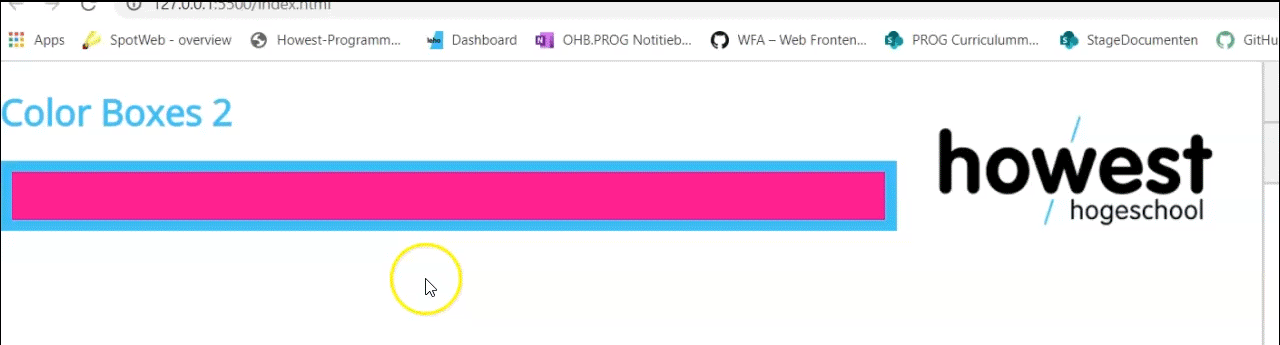 127.0.0.1:5500/index.html
Apps SpotWeb - overview Howest-Programm... Dashboard OHB.PROG Notitieb... WFA – Web Fronten... PROG Curriculumm... StageDocumenten GitHu
Color Boxes 2
howest
hogeschool